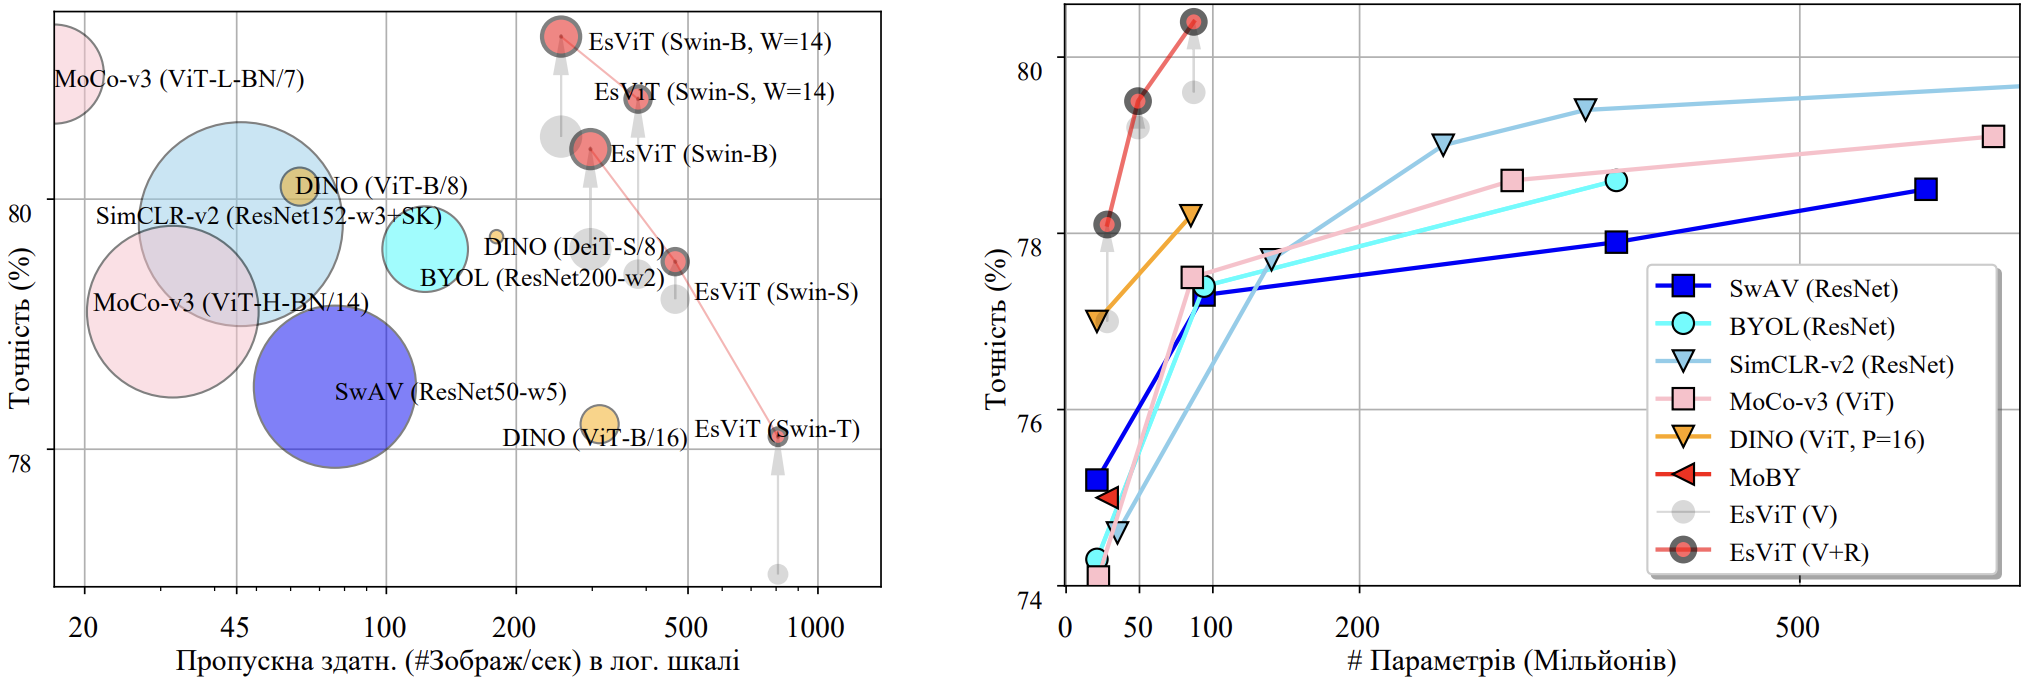 MoCo-v3 (ViT-L-BN/7)
EsViT (Swin-B, W=14)
EsViT (Swin-S, W=14)
EsViT (Swin-B)
DINO (ViT-B/8)
SimCLR-v2 (ResNet152-w3+SK)
DINO (DeiT-S/8)
BYOL (ResNet200-w2)
EsViT (Swin-S)
MoCo-v3 (ViT-H-BN/14)
SwAV (ResNet50-w5)
DINO (ViT-B/16)
EsViT (Swin-T)
80
78
Точність (%)
20 45 100 200 500 1000
Пропускна здатн. (#Зображ/сек) в лог. шкалі
80
78
76
74
Точність (%)
SwAV (ResNet)
BYOL (ResNet)
SimCLR-v2 (ResNet)
MoCo-v3 (ViT)
DINO (ViT, P=16)
MoBY
EsViT (V)
EsViT (V+R)
0 50 100 200 500
# Параметрів (Мільйонів)